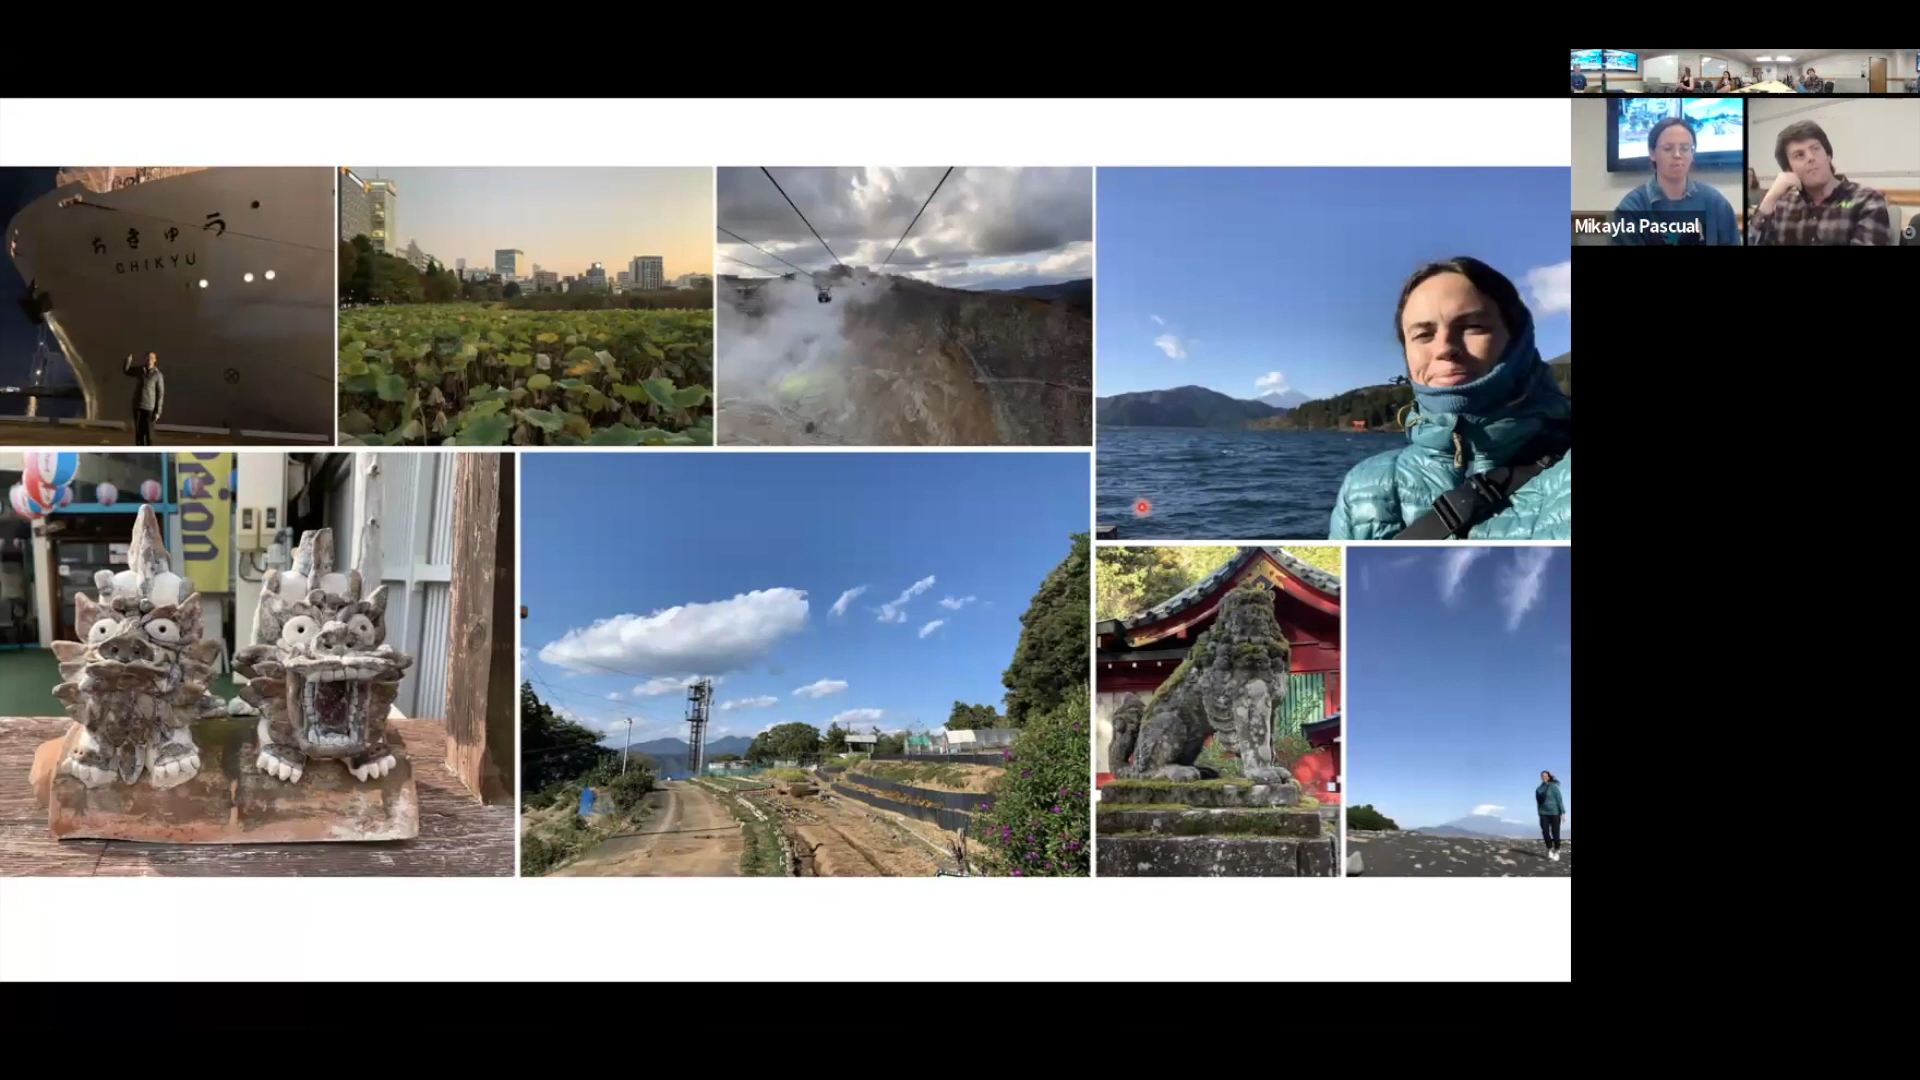 ちきゅう
CHIKYU
Mikayla Pascual